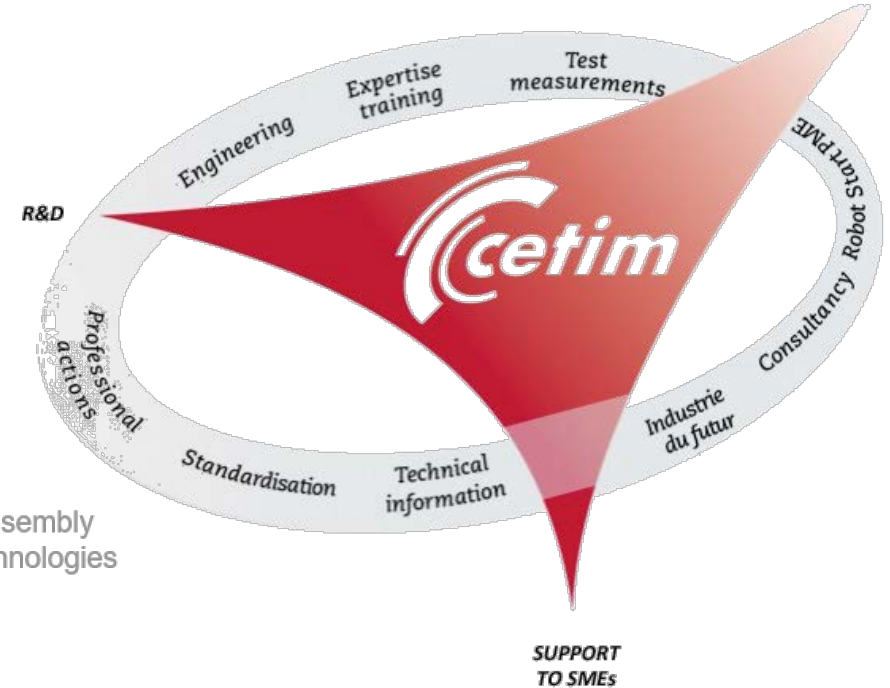 Test
measurements
Expertise
training
Engineering
Robot Start PME
R&D
cetim
Consultancy
Professional
actions
Industrie
du futur
Standardisation
Technical
information
sembly
hnologies
SUPPORT
TO SMEs